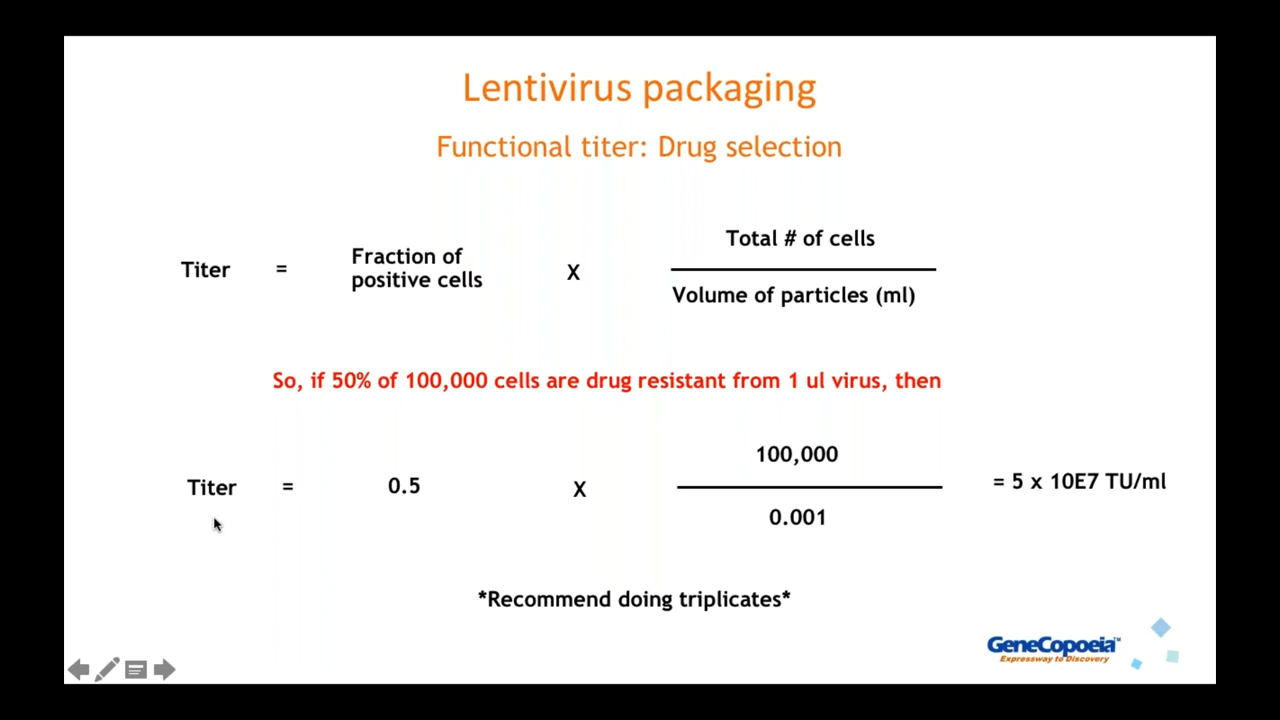 Lentivirus packaging
Functional titer: Drug selection
Titer = Fraction of positive cells X Total # of cells
Volume of particles (ml)
So, if 50% of 100,000 cells are drug resistant from 1 ul virus, then
Titer = 0.5 X 100,000
0.001
= 5 x 10E7 TU/ml
*Recommend doing triplicates*
GeneCopoeia™
Expressway to Discovery